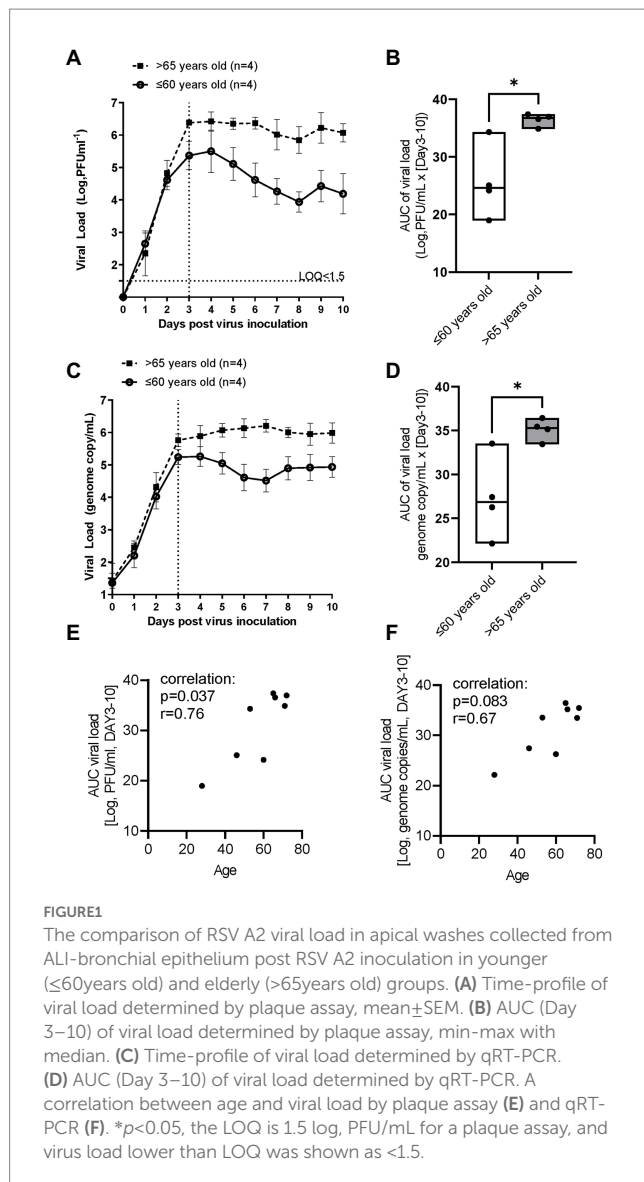 A
>65 years old (n=4)
≤60 years old (n=4)
Viral Load (Log,PFUml-1)
7
6
5
4
3
2
1
LOQ<1.5
0 1 2 3 4 5 6 7 8 9 10
Days post virus inoculation
B
*
AUC of viral load
(Log,PFU/mL x [Day3-10]
40
30
20
10
≤60 years old
>65 years old
C
>65 years old (n=4)
≤60 years old (n=4)
Viral Load (genome copy/mL)
7
6
5
4
3
2
1
0 1 2 3 4 5 6 7 8 9 10
Days post virus inoculation
D
*
AUC of viral load
genome copy/mL x [Day3-10]
40
35
30
25
20
≤60 years old
>65 years old
E
correlation:
p=0.037
r=0.76
AUC viral load
[Log, PFU/ml, DAY3-10]
40
30
20
10
0 20 40 60 80
Age
F
correlation:
p=0.083
r=0.67
AUC viral load
[Log, genome copies/mL, DAY3-10]
40
30
20
10
0 20 40 60 80
Age
FIGURE1
The comparison of RSV A2 viral load in apical washes collected from
ALI-bronchial epithelium post RSV A2 inoculation in younger
(≤60years old) and elderly (>65years old) groups. (A) Time-profile of
viral load determined by plaque assay, mean±SEM. (B) AUC (Day
3–10) of viral load determined by plaque assay, min-max with
median. (C) Time-profile of viral load determined by qRT-PCR.
(D) AUC (Day 3–10) of viral load determined by qRT-PCR. A
correlation between age and viral load by plaque assay (E) and qRT-
PCR (F). *p<0.05, the LOQ is 1.5 log, PFU/mL for a plaque assay, and
virus load lower than LOQ was shown as <1.5.